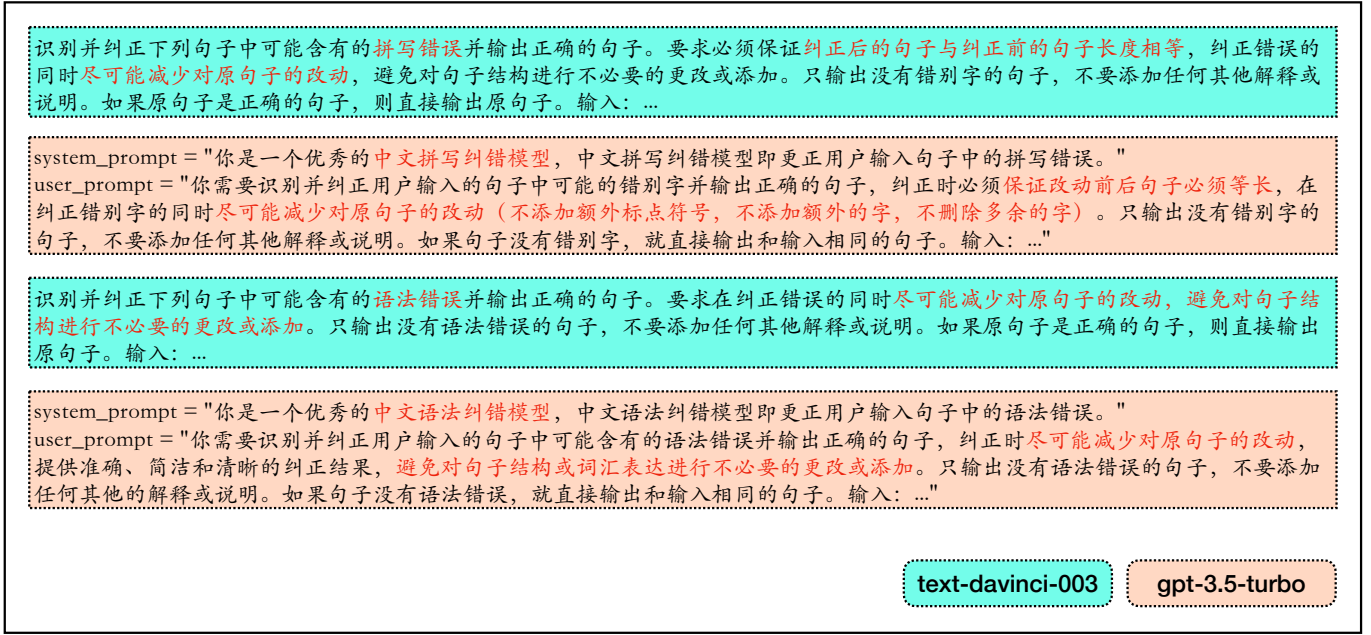 识别并纠正下列句子中可能含有的拼写错误并输出正确的句子。要求必须保证纠正后的句子与纠正前的句子长度相等，纠正错误的
同时尽可能减少对原句子的改动，避免对句子结构进行不必要的更改或添加。只输出没有错别字的句子，不要添加任何其他解释或
说明。如果原句子是正确的句子，则直接输出原句子。输入：...
system_prompt = "你是一个优秀的中文拼写纠错模型，中文拼写纠错模型即更正用户输入句子中的拼写错误。"
user_prompt = "你需要识别并纠正用户输入的句子中可能的错别字并输出正确的句子，纠正时必须保证改动前后句子必须等长，在
纠正错别字的同时尽可能减少对原句子的改动（不添加额外标点符号，不添加额外的字，不删除多余的字）。只输出没有错别字的
句子，不要添加任何其他解释或说明。如果句子没有错别字，就直接输出和输入相同的句子。输入：..."
识别并纠正下列句子中可能含有的语法错误并输出正确的句子。要求在纠正错误的同时尽可能减少对原句子的改动，避免对句子结
构进行不必要的更改或添加。只输出没有语法错误的句子，不要添加任何其他解释或说明。如果原句子是正确的句子，则直接输出
原句子。输入：...
system_prompt = "你是一个优秀的中文语法纠错模型，中文语法纠错模型即更正用户输入句子中的语法错误。"
user_prompt = "你需要识别并纠正用户输入的句子中可能含有的语法错误并输出正确的句子，纠正时尽可能减少对原句子的改动，
提供准确、简洁和清晰的纠正结果，避免对句子结构或词汇表达进行不必要的更改或添加。只输出没有语法错误的句子，不要添加
任何其他的解释或说明。如果句子没有语法错误，就直接输出和输入相同的句子。输入：..."
text-davinci-003 gpt-3.5-turbo